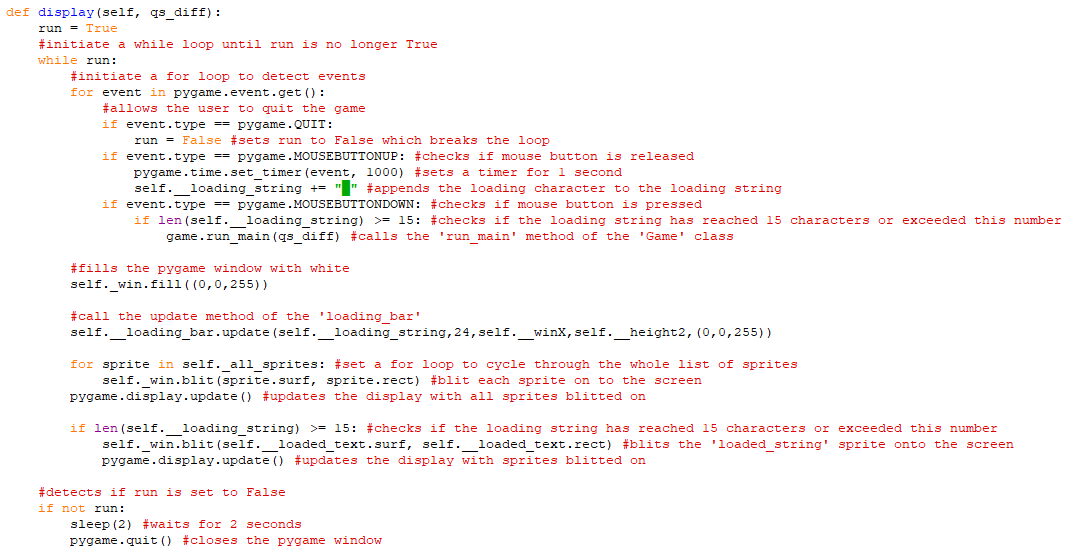 def display(self, qs_diff):
    run = True
    #initiate a while loop until run is no longer True
    while run:
        #initiate a for loop to detect events
        for event in pygame.event.get():
            #allows the user to quit the game
            if event.type == pygame.QUIT:
                run = False #sets run to False which breaks the loop
            if event.type == pygame.MOUSEBUTTONUP: #checks if mouse button is released
                pygame.time.set_timer(event, 1000) #sets a timer for 1 second
                self.__loading_string += "█" #appends the loading character to the loading string
            if event.type == pygame.MOUSEBUTTONDOWN: #checks if mouse button is pressed
                if len(self.__loading_string) >= 15: #checks if the loading string has reached 15 characters or exceeded this number
                    game.run_main(qs_diff) #calls the 'run_main' method of the 'Game' class

        #fills the pygame window with white
        self._win.fill((0,0,255))

        #call the update method of the 'loading_bar'
        self.__loading_bar.update(self.__loading_string,24,self.__winX,self.__height2,(0,0,255))

        for sprite in self._all_sprites: #set a for loop to cycle through the whole list of sprites
            self._win.blit(sprite.surf, sprite.rect) #blit each sprite on to the screen
        pygame.display.update() #updates the display with all sprites blitted on

        if len(self.__loading_string) >= 15: #checks if the loading string has reached 15 characters or exceeded this number
            self._win.blit(self.__loaded_text.surf, self.__loaded_text.rect) #blits the 'loaded_string' sprite onto the screen
            pygame.display.update() #updates the display with sprites blitted on

    #detects if run is set to False
    if not run:
        sleep(2) #waits for 2 seconds
        pygame.quit() #closes the pygame window